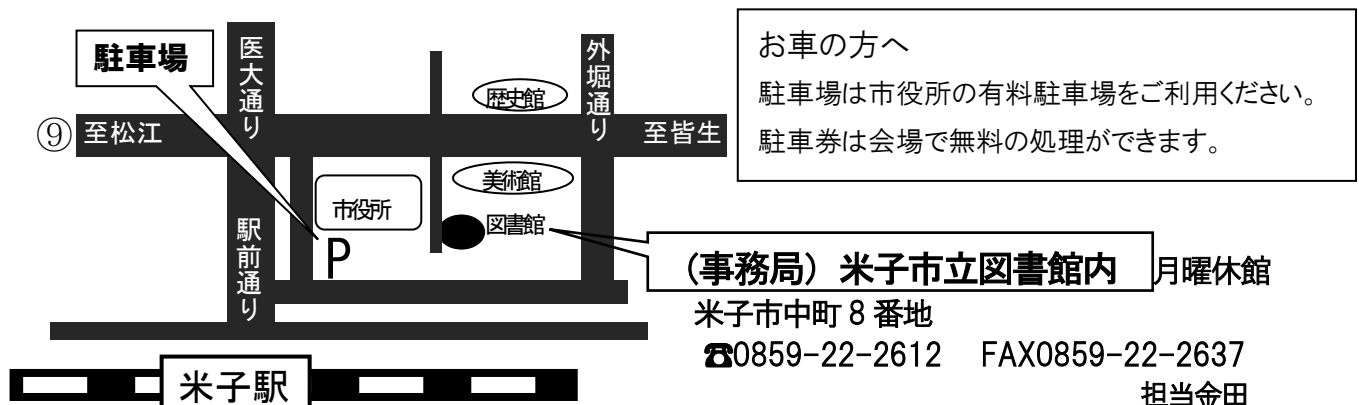 駐車場
医大通り
外堀通り
歴史館
⑨ 至松江
至皆生
お車の方へ
駐車場は市役所の有料駐車場をご利用ください。
駐車券は会場で無料の処理ができます。
美術館
市役所
図書館
P
駅前通り
(事務局) 米子市立図書館内 月曜休館
米子市中町 8 番地
☎0859-22-2612 FAX0859-22-2637
担当金田
米子駅